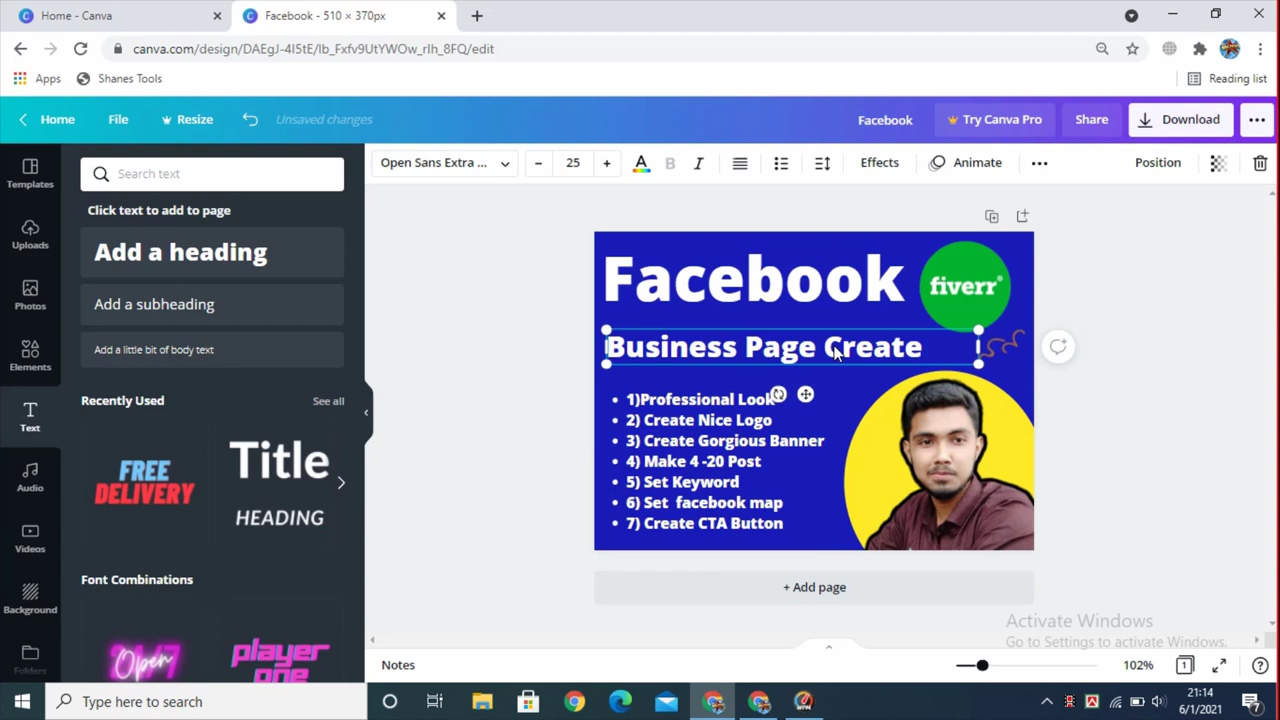 Home - Canva
Facebook - 510 × 370px
canva.com/design/DAEgJ-4I5tE/lb_Fxfv9UtYWOw_rIh_8FQ/edit
Apps
Shanes Tools
Reading list
Home
File
Resize
Unsaved changes
Facebook
Try Canva Pro
Share
Download
Templates
Uploads
Photos
Elements
Text
Audio
Videos
Background
Folders
Search text
Click text to add to page
Add a heading
Add a subheading
Add a little bit of body text
Recently Used
See all
FREE
DELIVERY
Title
HEADING
Font Combinations
Open
player
one
Open Sans Extra ...
25
Effects
Animate
Position
Facebook
fiverr®
Business Page Create
• 1)Professional Look
• 2) Create Nice Logo
• 3) Create Gorgious Banner
• 4) Make 4 -20 Post
• 5) Set Keyword
• 6) Set facebook map
• 7) Create CTA Button
+ Add page
Activate Windows
Go to Settings to activate Windows.
Notes
102%
1
Type here to search
21:14
6/1/2021
7